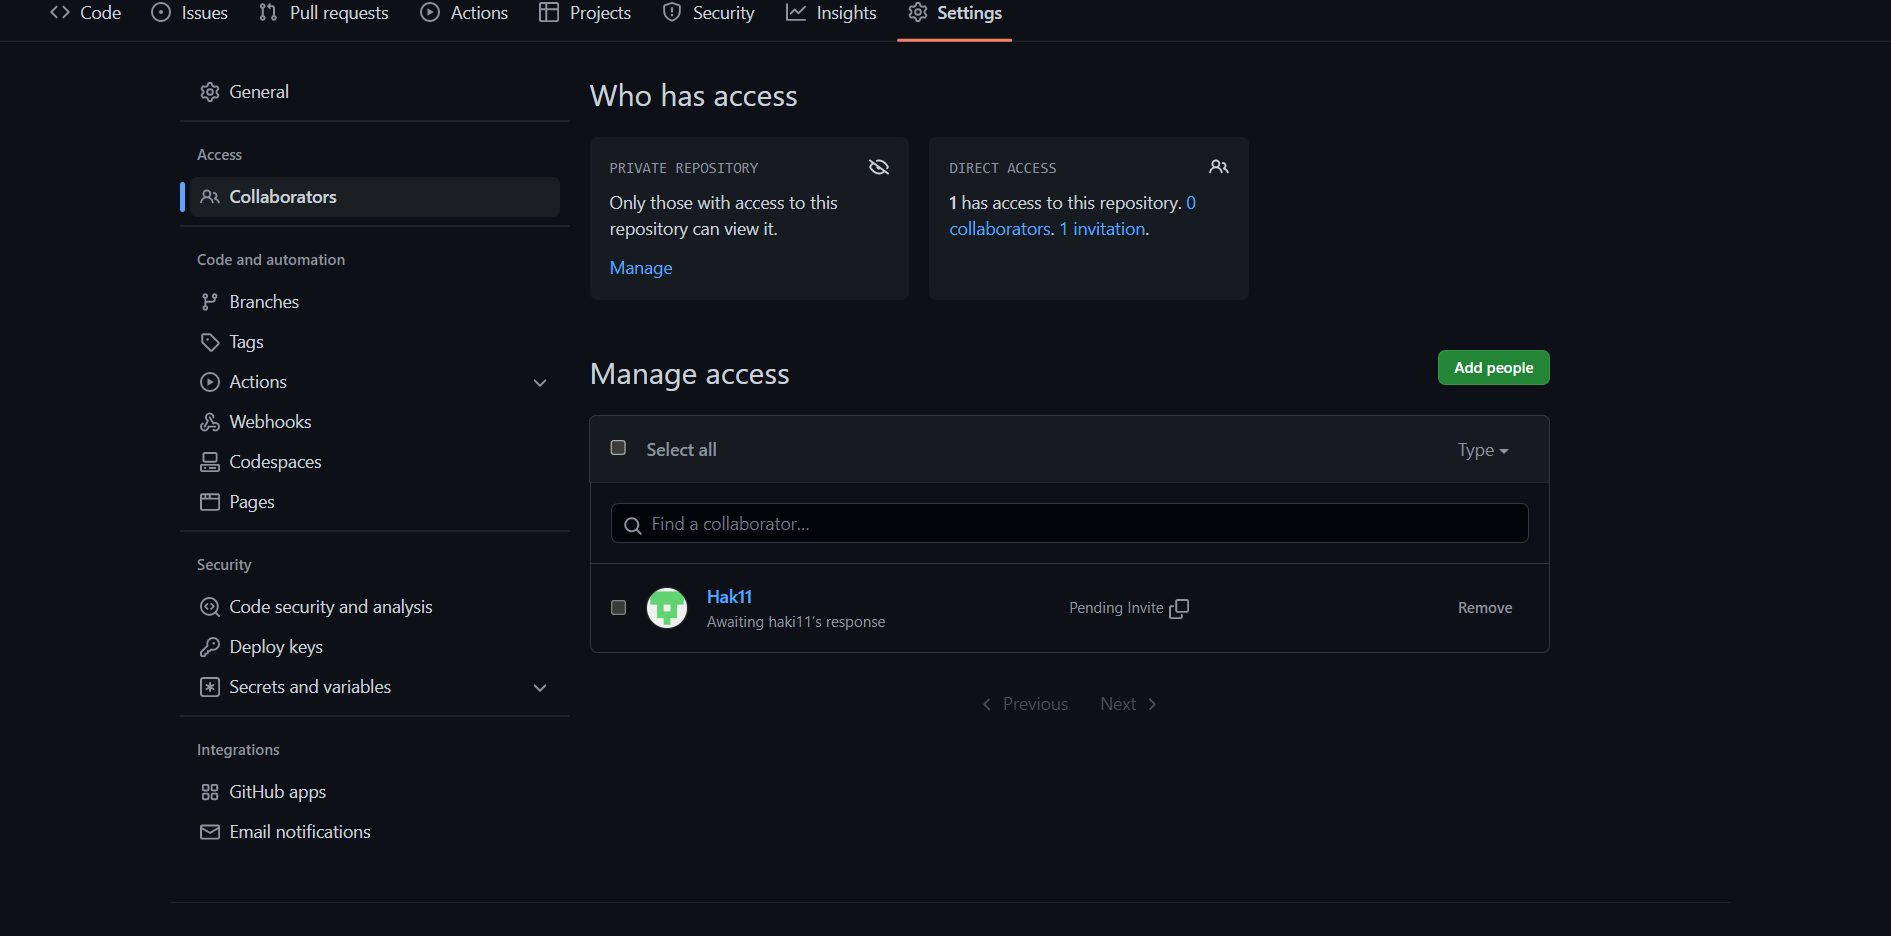 Code Issues Pull requests Actions Projects Security Insights Settings
General
Access
Collaborators
Code and automation
Branches
Tags
Actions
Webhooks
Codespaces
Pages
Security
Code security and analysis
Deploy keys
Secrets and variables
Integrations
GitHub apps
Email notifications
Who has access
PRIVATE REPOSITORY
Only those with access to this
repository can view it.
Manage
DIRECT ACCESS
1 has access to this repository. 0
collaborators. 1 invitation.
Manage access
Add people
Select all
Type
Find a collaborator...
Hak11
Awaiting haki11's response
Pending Invite
Remove
Previous Next